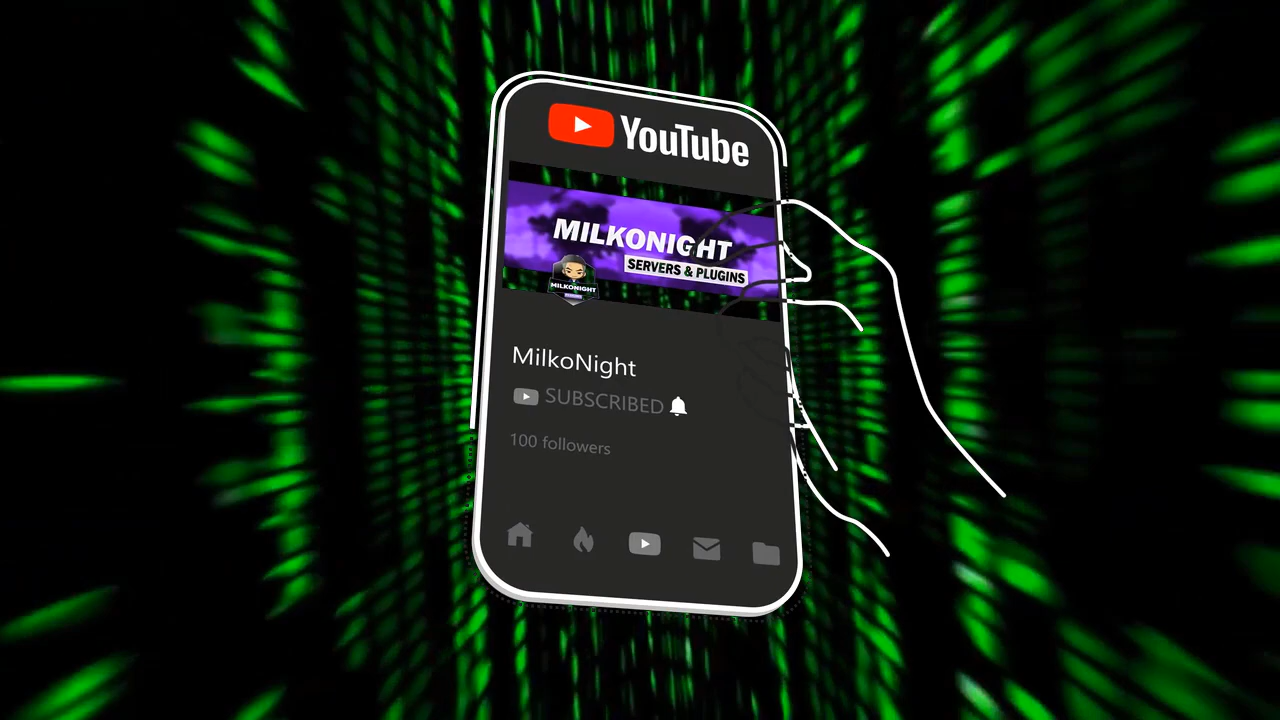 YouTube
MILKONIGHT
SERVERS & PLUGINS
MILKONIGHT
MilkoNight
SUBSCRIBED
100 followers